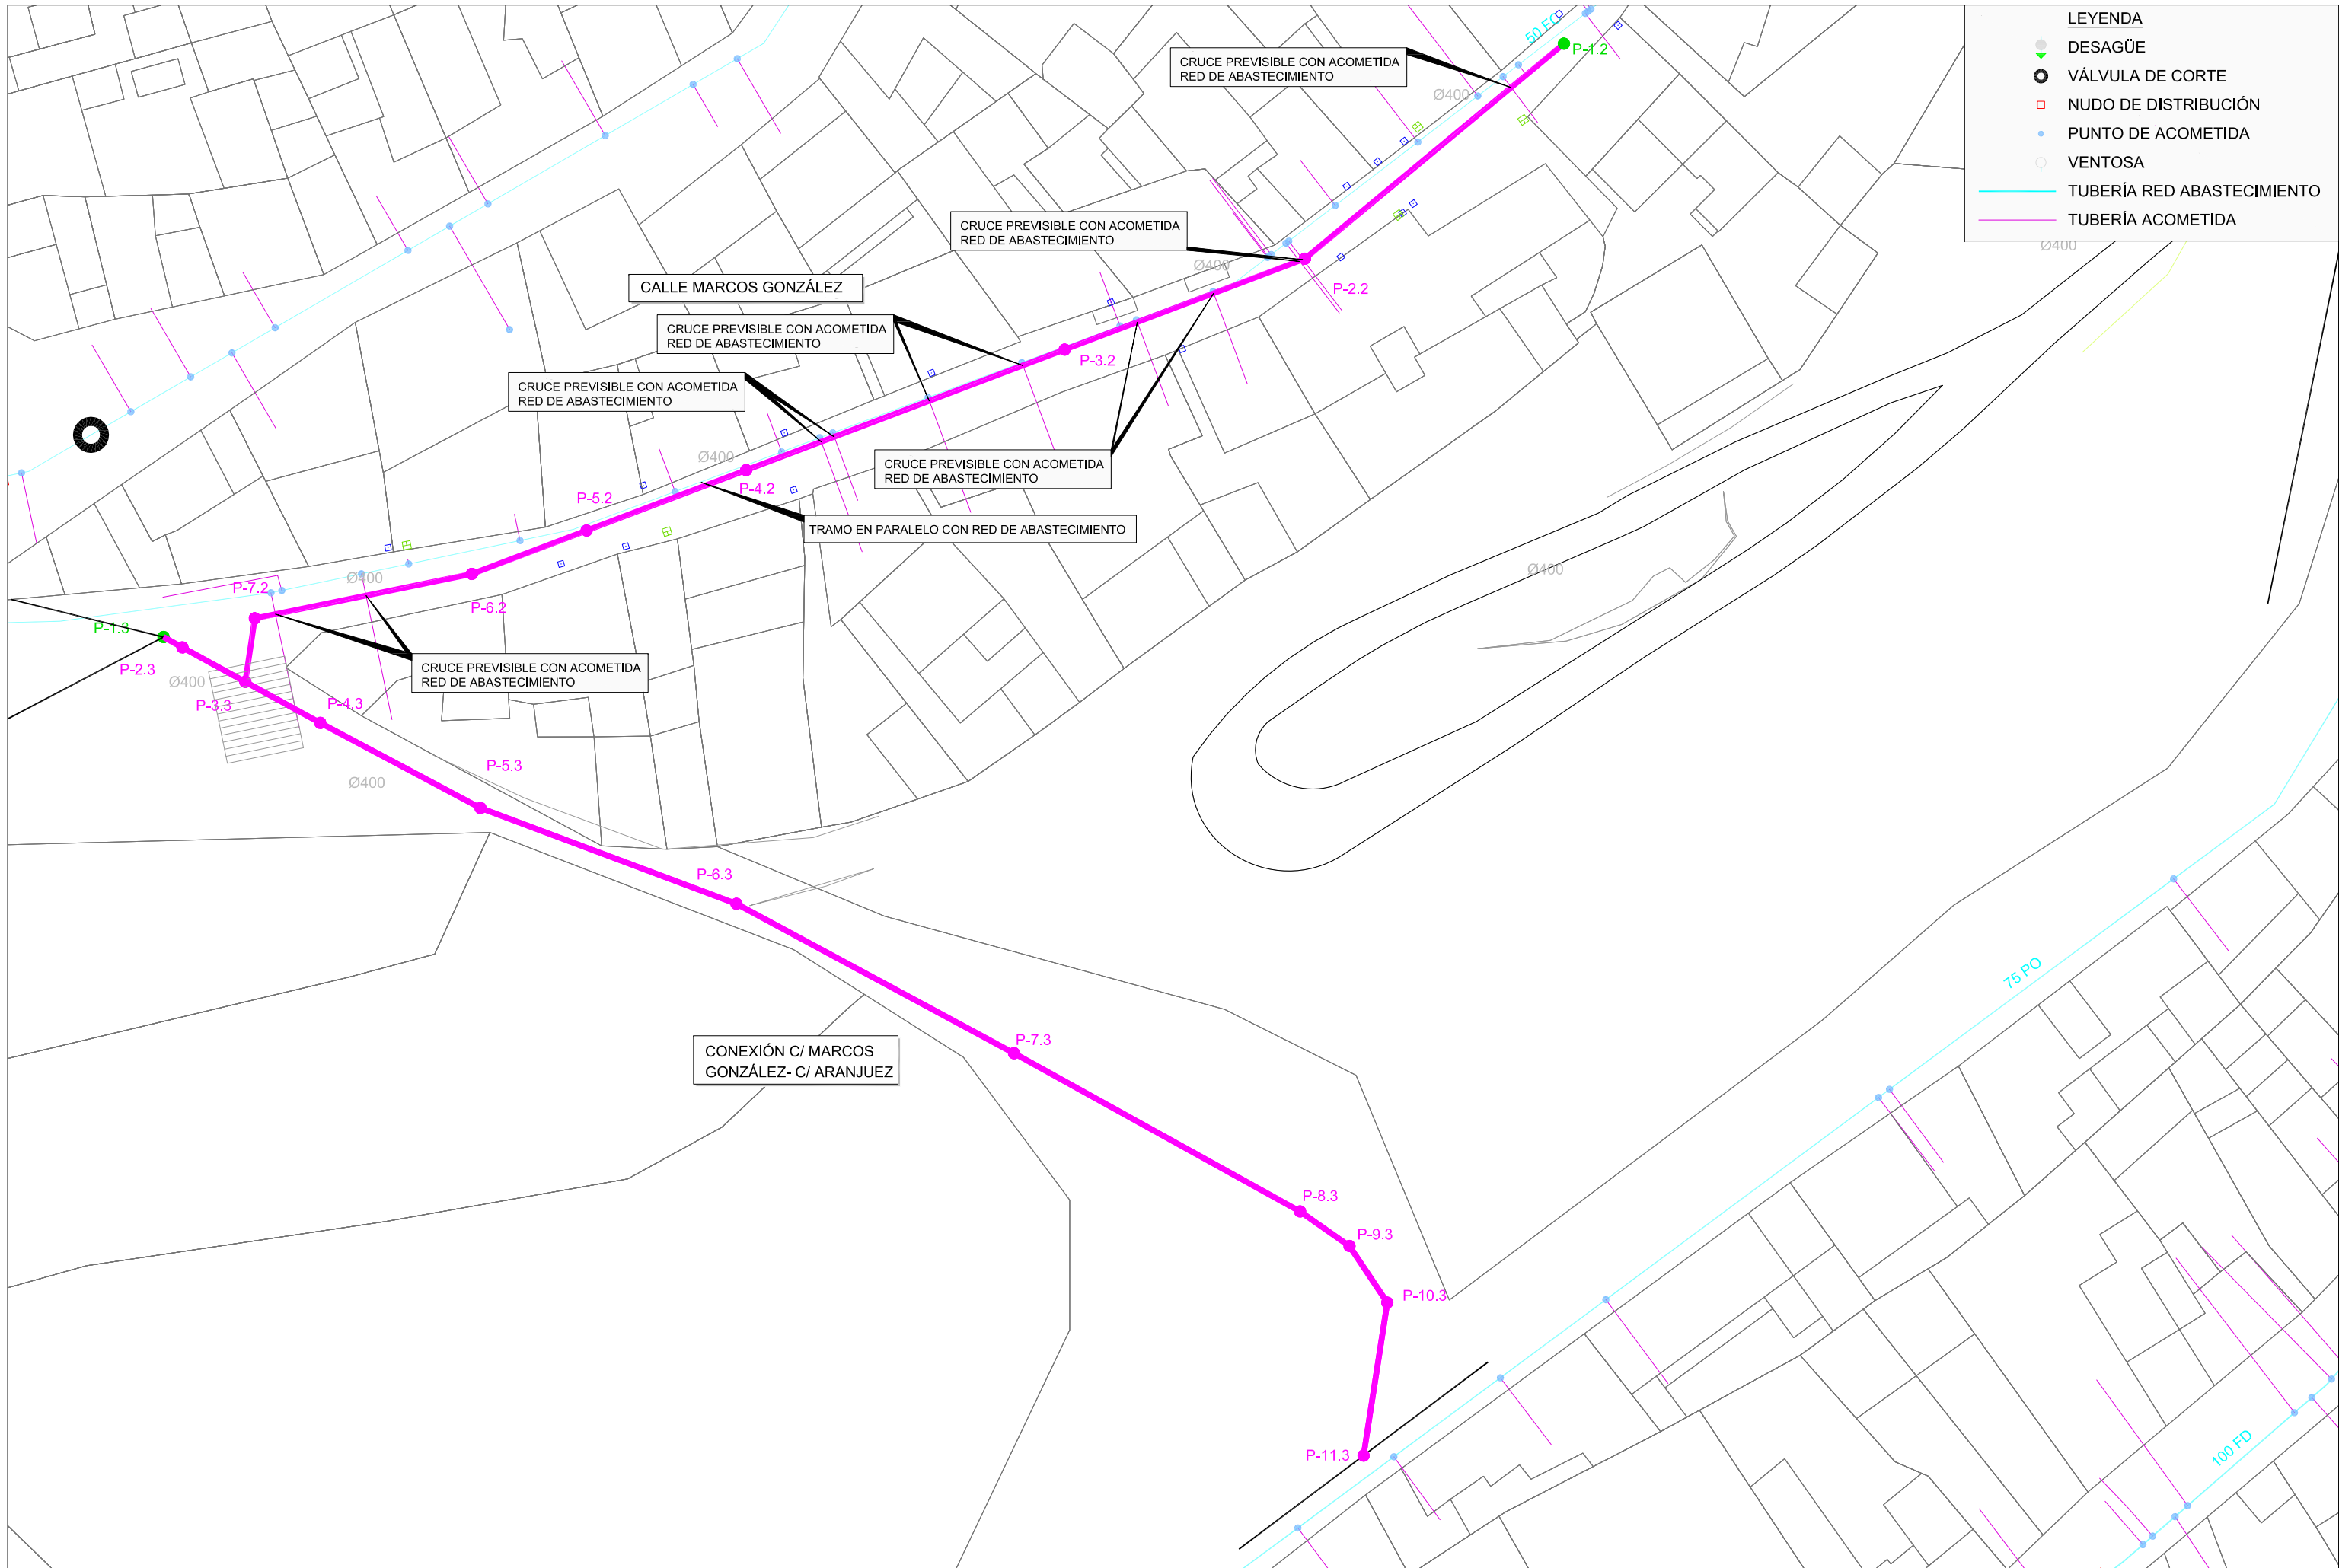 LEYENDA
DESAGÜE
VÁLVULA DE CORTE
NUDO DE DISTRIBUCIÓN
PUNTO DE ACOMETIDA
VENTOSA
TUBERÍA RED ABASTECIMIENTO
TUBERÍA ACOMETIDA
P-1.2
CRUCE PREVISIBLE CON ACOMETIDA
RED DE ABASTECIMIENTO
Ø400
CRUCE PREVISIBLE CON ACOMETIDA
RED DE ABASTECIMIENTO
Ø400
Ø400
P-2.2
CALLE MARCOS GONZÁLEZ
CRUCE PREVISIBLE CON ACOMETIDA
RED DE ABASTECIMIENTO
P-3.2
CRUCE PREVISIBLE CON ACOMETIDA
RED DE ABASTECIMIENTO
Ø400
CRUCE PREVISIBLE CON ACOMETIDA
RED DE ABASTECIMIENTO
P-4.2
P-5.2
TRAMO EN PARALELO CON RED DE ABASTECIMIENTO
Ø400
Ø400
P-7.2
P-6.2
P-1.3
P-2.3
CRUCE PREVISIBLE CON ACOMETIDA
RED DE ABASTECIMIENTO
Ø400
P-3.3
P-4.3
P-5.3
Ø400
P-6.3
75 PO
CONEXIÓN C/ MARCOS
GONZÁLEZ- C/ ARANJUEZ
P-7.3
P-8.3
P-9.3
P-10.3
P-11.3
100 FD